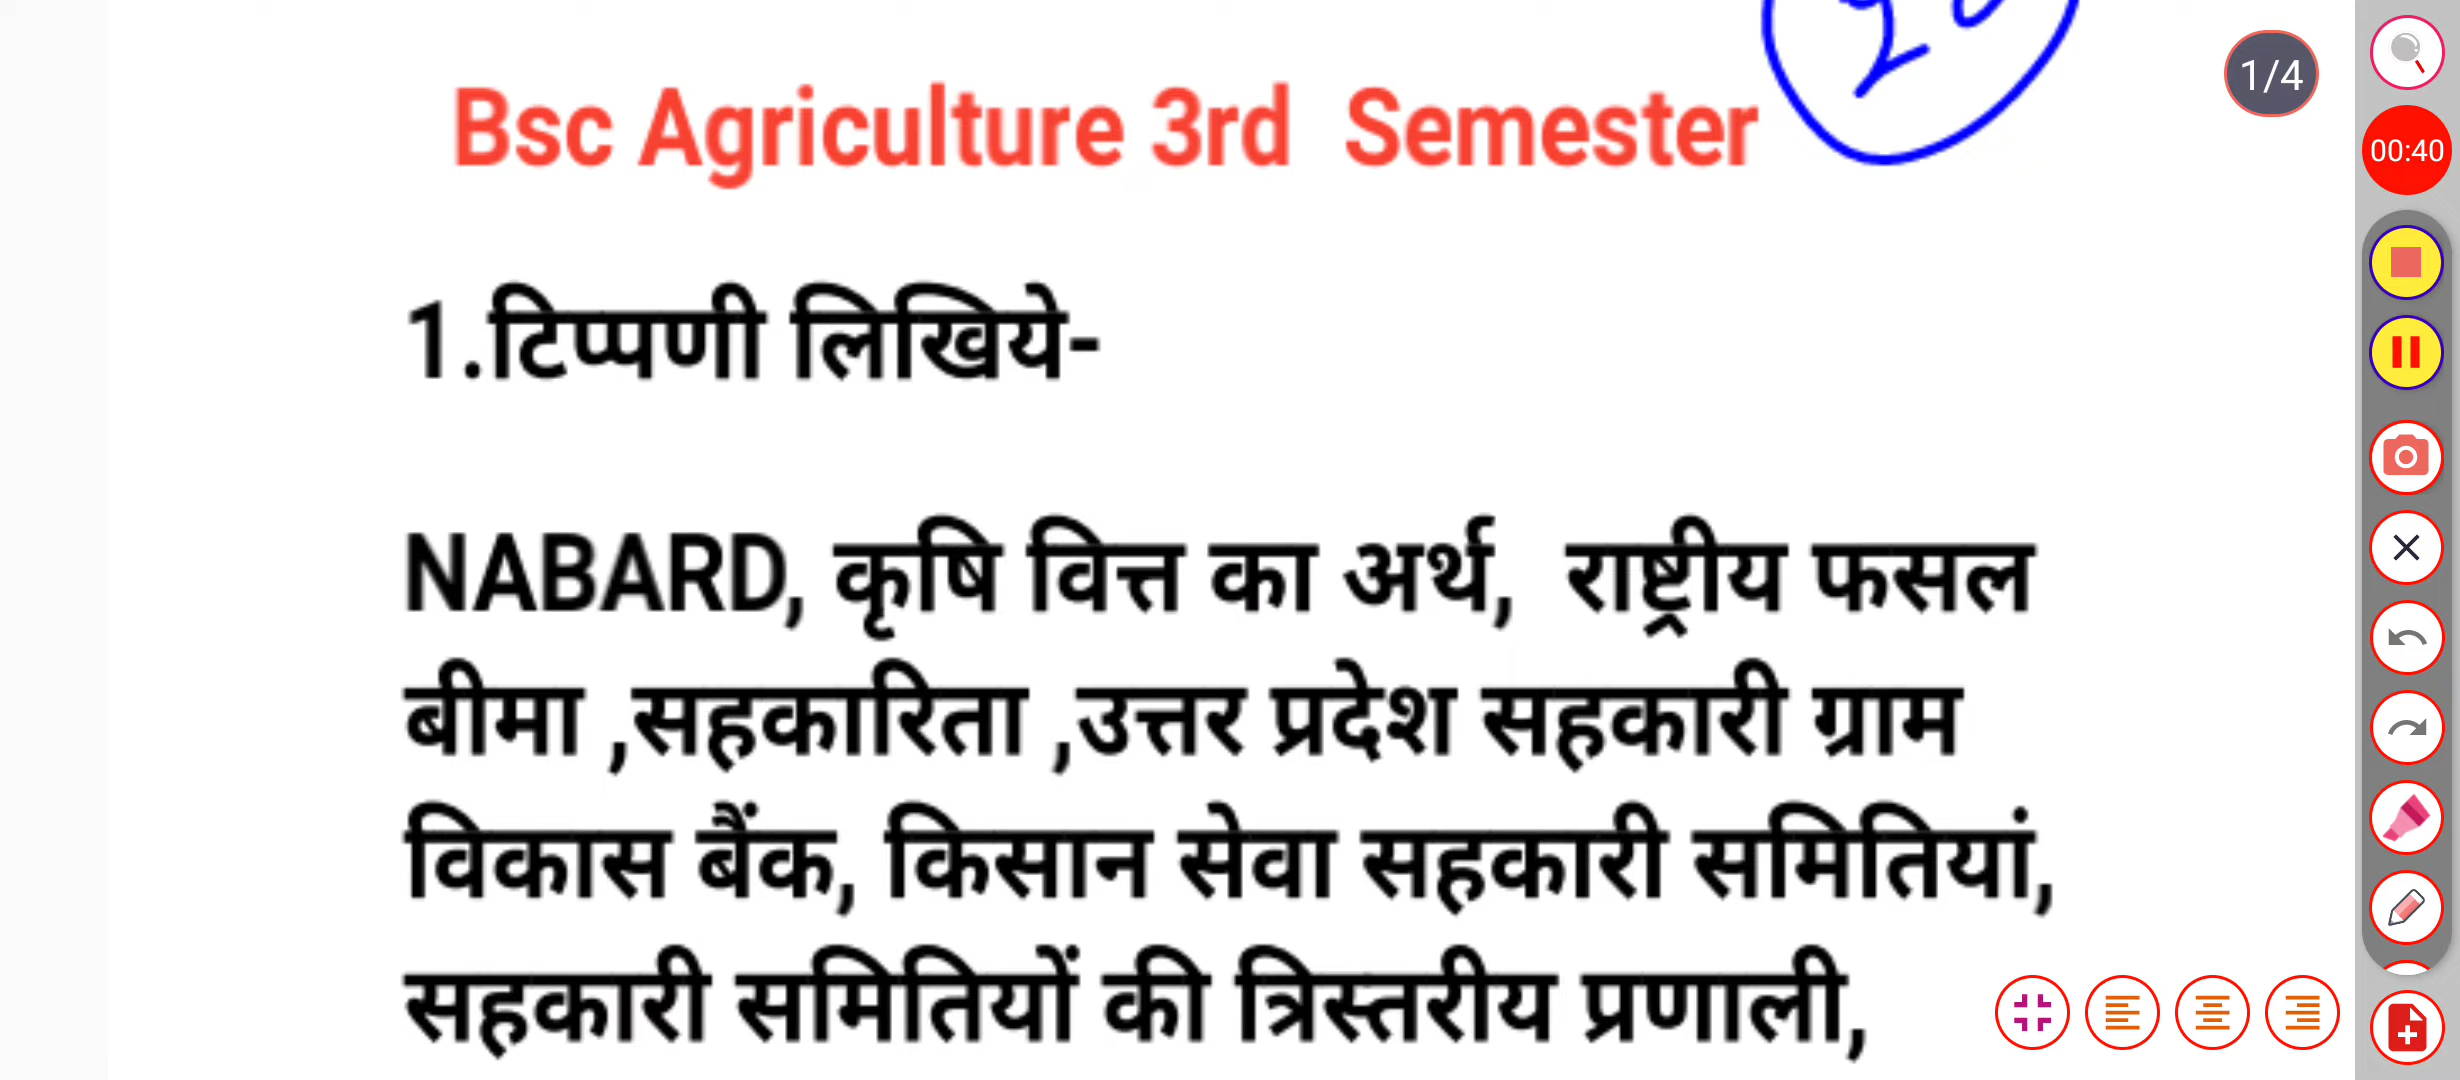 1/4
Bsc Agriculture 3rd Semester
00:40
1.टिप्पणी लिखिये-
NABARD, कृषि वित्त का अर्थ, राष्ट्रीय फसल
बीमा ,सहकारिता ,उत्तर प्रदेश सहकारी ग्राम
विकास बैंक, किसान सेवा सहकारी समितियां,
सहकारी समितियों की त्रिस्तरीय प्रणाली,